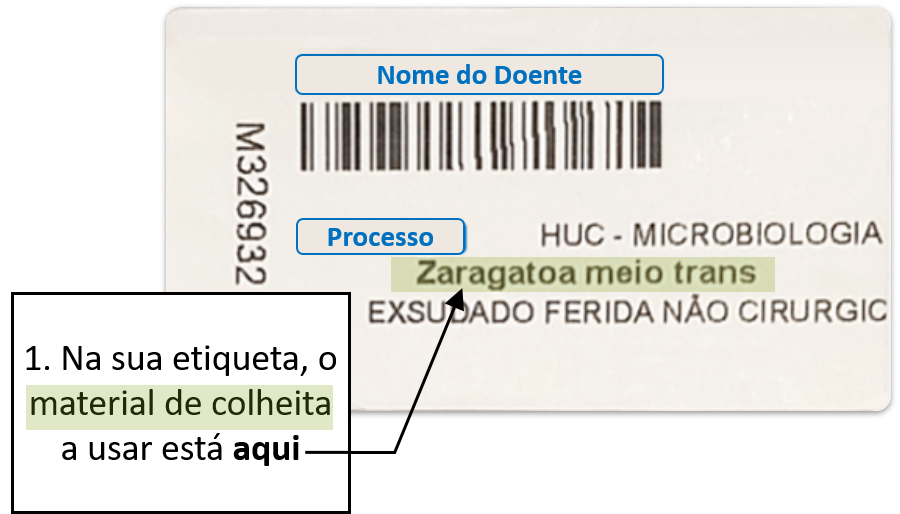 Nome do Doente
M326932
Processo
HUC - MICROBIOLOGIA
Zaragatoa meio trans
EXSUDADO FERIDA NÃO CIRURGIC
1. Na sua etiqueta, o
material de colheita
a usar está aqui